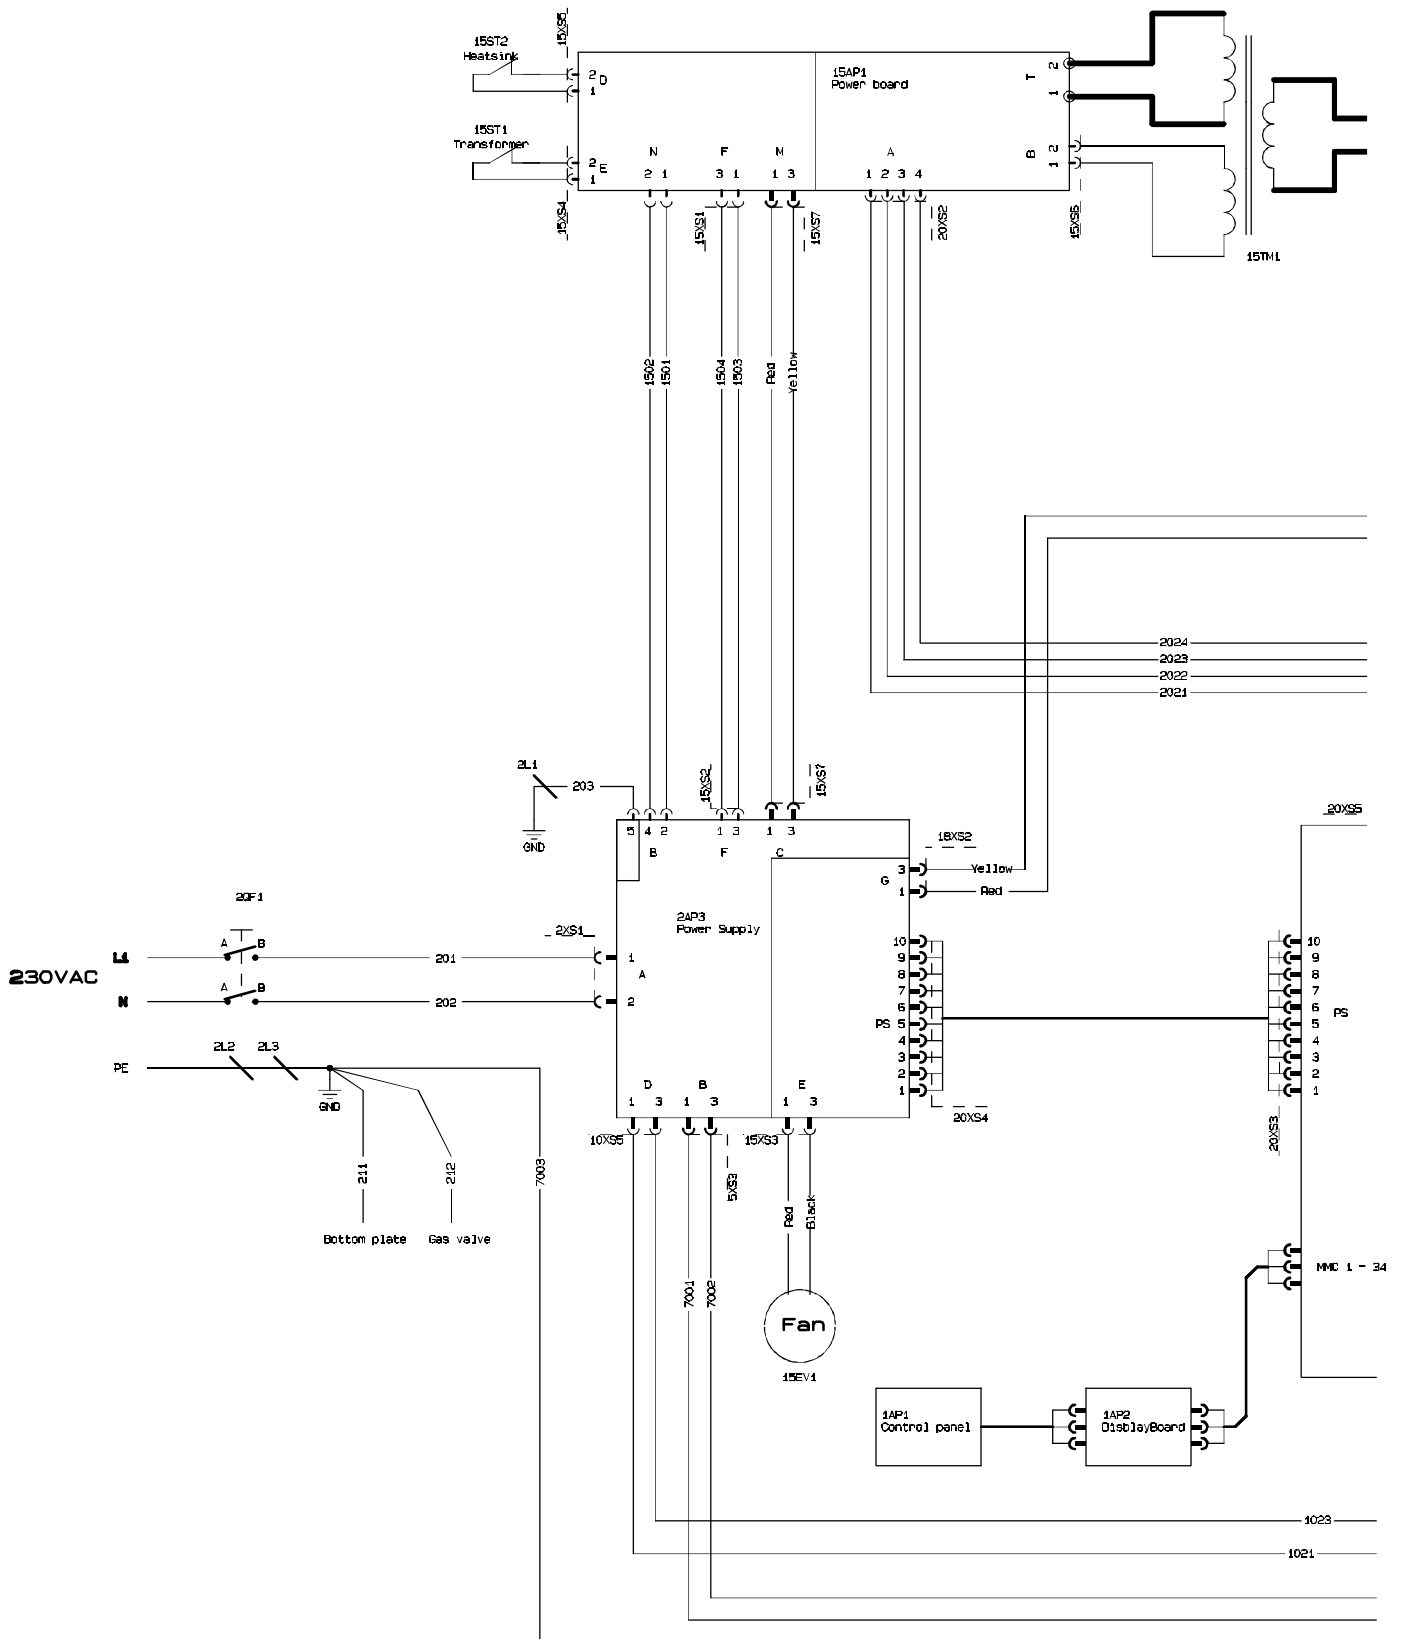 15XS5
15ST2
Heatsink
2
D
1
15ST1
Transformer
2
E
1
15XS4
15AP1
Power board
T
2
1
B
2
1
N
F
M
A
2 1
3 1
1 3
1 2 3 4
15XS1
15XS7
20XS2
15XS6
15TM1
1502
1501
1504
1503
Red
Yellow
2024
2023
2022
2021
2L1
203
GND
15XS2
15XS7
5 4 2
1 3
1 3
B
F
C
20XS5
18XS2
G
3
Yellow
1
Red
2QF1
2AP3
Power Supply
2XS1
230VAC
L1
A
B
201
1
A
N
A
B
202
2
10
9
8
7
6
PS
5
4
3
2
1
10
9
8
7
6
PS
5
4
3
2
1
PE
2L2
2L3
GND
D
B
E
1 3
1 3
1 3
10XS5
5XS3
15XS3
20XS4
20XS3
211
212
7003
Bottom plate
Gas valve
Red
Black
7001
7002
MMC 1 - 34
Fan
15EV1
1AP1
Control panel
1AP2
DisblayBoard
1023
1021